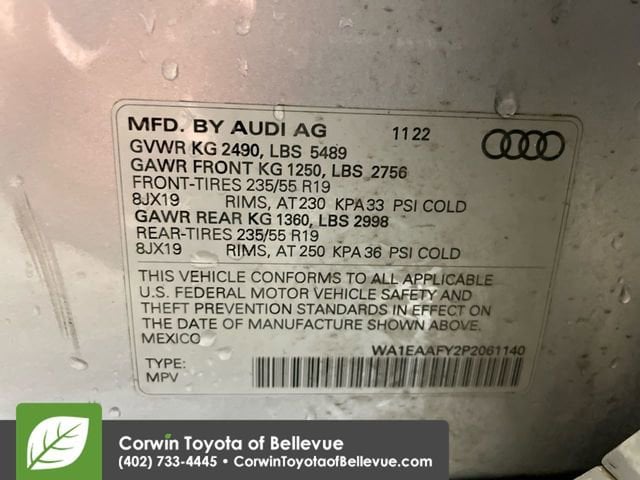 MFD. BY AUDI AG 11 22
GVWR KG 2490, LBS 5489
GAWR FRONT KG 1250, LBS 2756
FRONT-TIRES 235/55 R19
8JX19 RIMS, AT 230 KPA 33 PSI COLD
GAWR REAR KG 1360, LBS 2998
REAR-TIRES 235/55 R19
8JX19 RIMS, AT 250 KPA 36 PSI COLD
THIS VEHICLE CONFORMS TO ALL APPLICABLE
U.S. FEDERAL MOTOR VEHICLE SAFETY AND
THEFT PREVENTION STANDARDS IN EFFECT ON
THE DATE OF MANUFACTURE SHOWN ABOVE.
MEXICO
WA1EAAFY2P2061140
TYPE:
MPV
Corwin Toyota of Bellevue
(402) 733-4445 • CorwinToyotaofBellevue.com